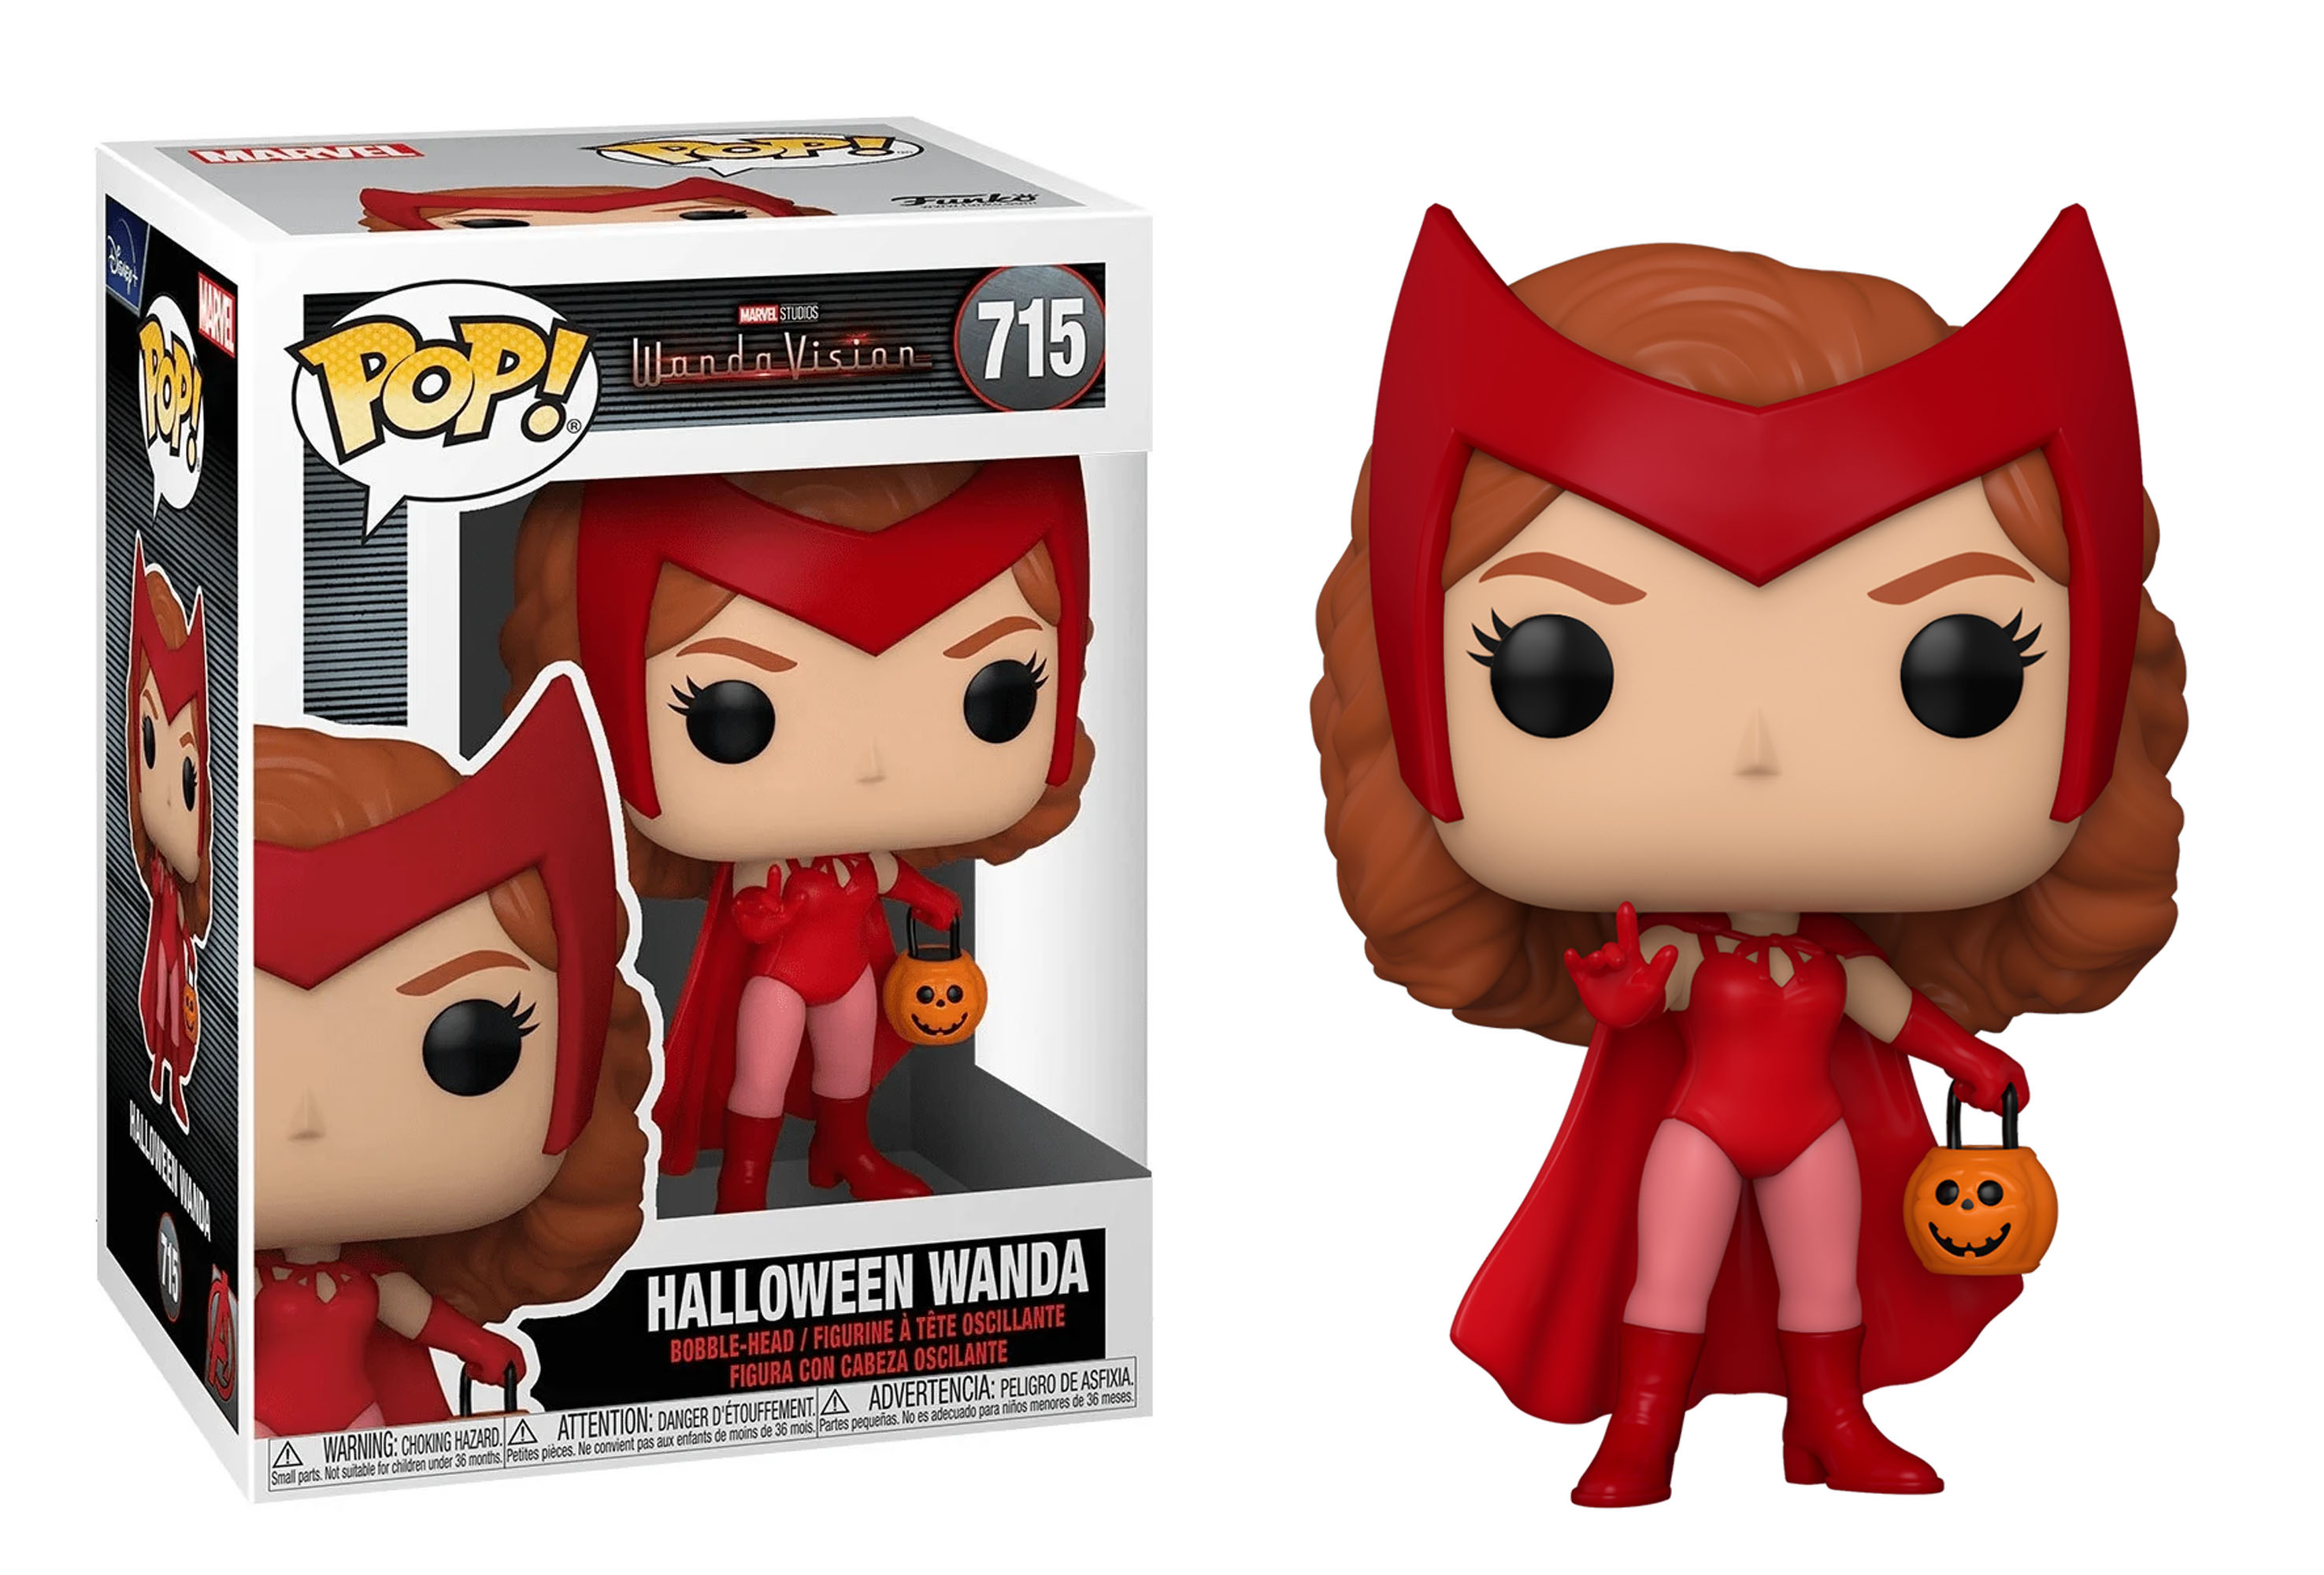 MARVEL
POP!
Funko
Disney+
MARVEL
POP!
HALLOWEEN WANDA
715
POP!®
MARVEL STUDIOS
WandaVision
715
HALLOWEEN WANDA
BOBBLE-HEAD / FIGURINE À TÊTE OSCILLANTE
FIGURA CON CABEZA OSCILANTE
WARNING: CHOKING HAZARD.
Small parts. Not suitable for children under 36 months.
ATTENTION: DANGER D'ÉTOUFFEMENT.
Petites pièces. Ne convient pas aux enfants de moins de 36 mois.
ADVERTENCIA: PELIGRO DE ASFIXIA.
Partes pequeñas. No es adecuado para niños menores de 36 meses.